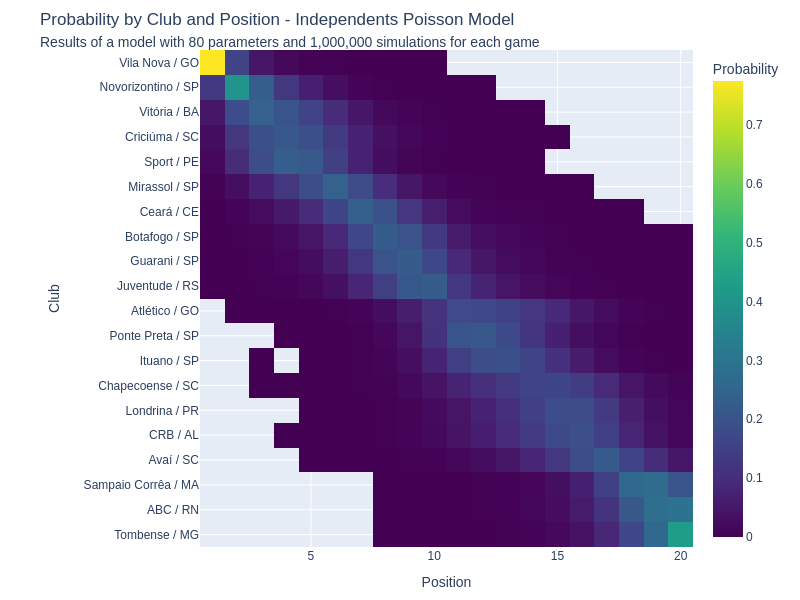 Probability by Club and Position - Independents Poisson Model
Results of a model with 80 parameters and 1,000,000 simulations for each game
Probability
Vila Nova / GO
Novorizontino / SP
Vitória / BA
Criciúma / SC
Sport / PE
Mirassol / SP
Ceará / CE
Botafogo / SP
Guarani / SP
Juventude / RS
Atlético / GO
Ponte Preta / SP
Ituano / SP
Chapecoense / SC
Londrina / PR
CRB / AL
Avaí / SC
Sampaio Corrêa / MA
ABC / RN
Tombense / MG
Club
5
10
15
20
Position
0.7
0.6
0.5
0.4
0.3
0.2
0.1
0